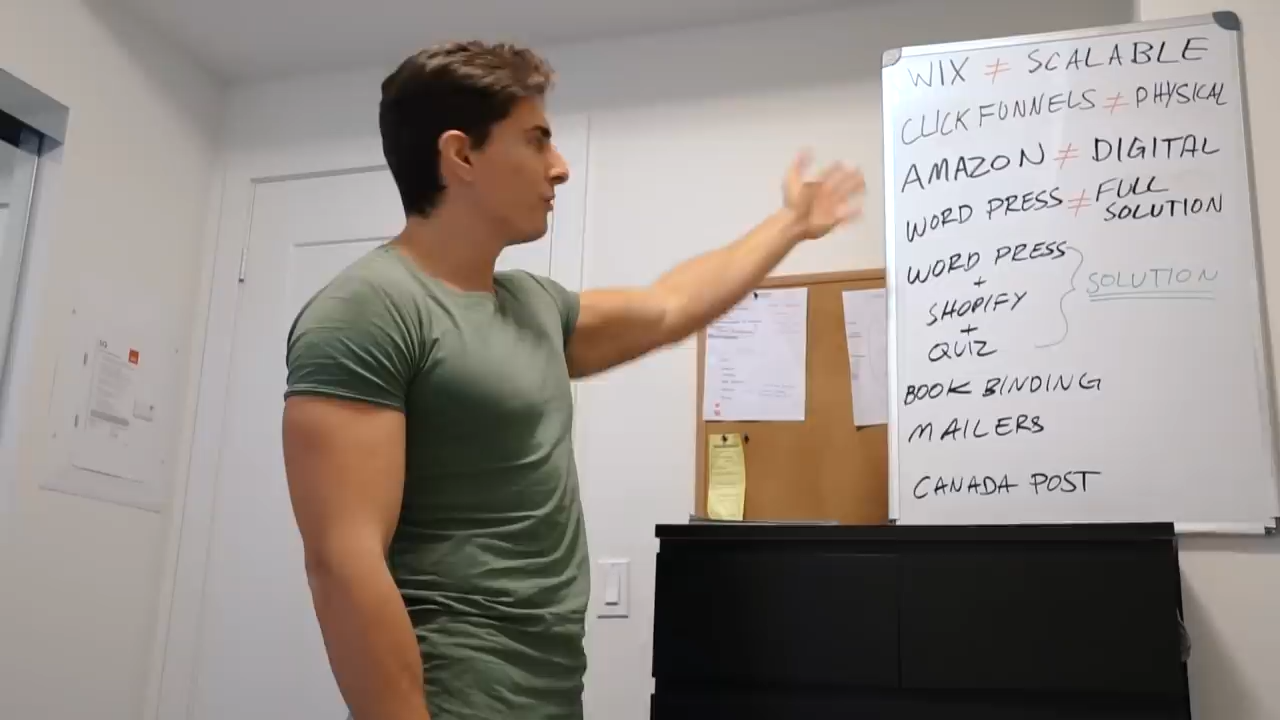 WIX ≠ SCALABLE
CLICK FUNNELS ≠ PHYSICAL
AMAZON ≠ DIGITAL
WORD PRESS ≠ FULL
SOLUTION
WORD PRESS
+
SHOPIFY
+
QUIZ
SOLUTION
BOOK BINDING
MAILERS
CANADA POST